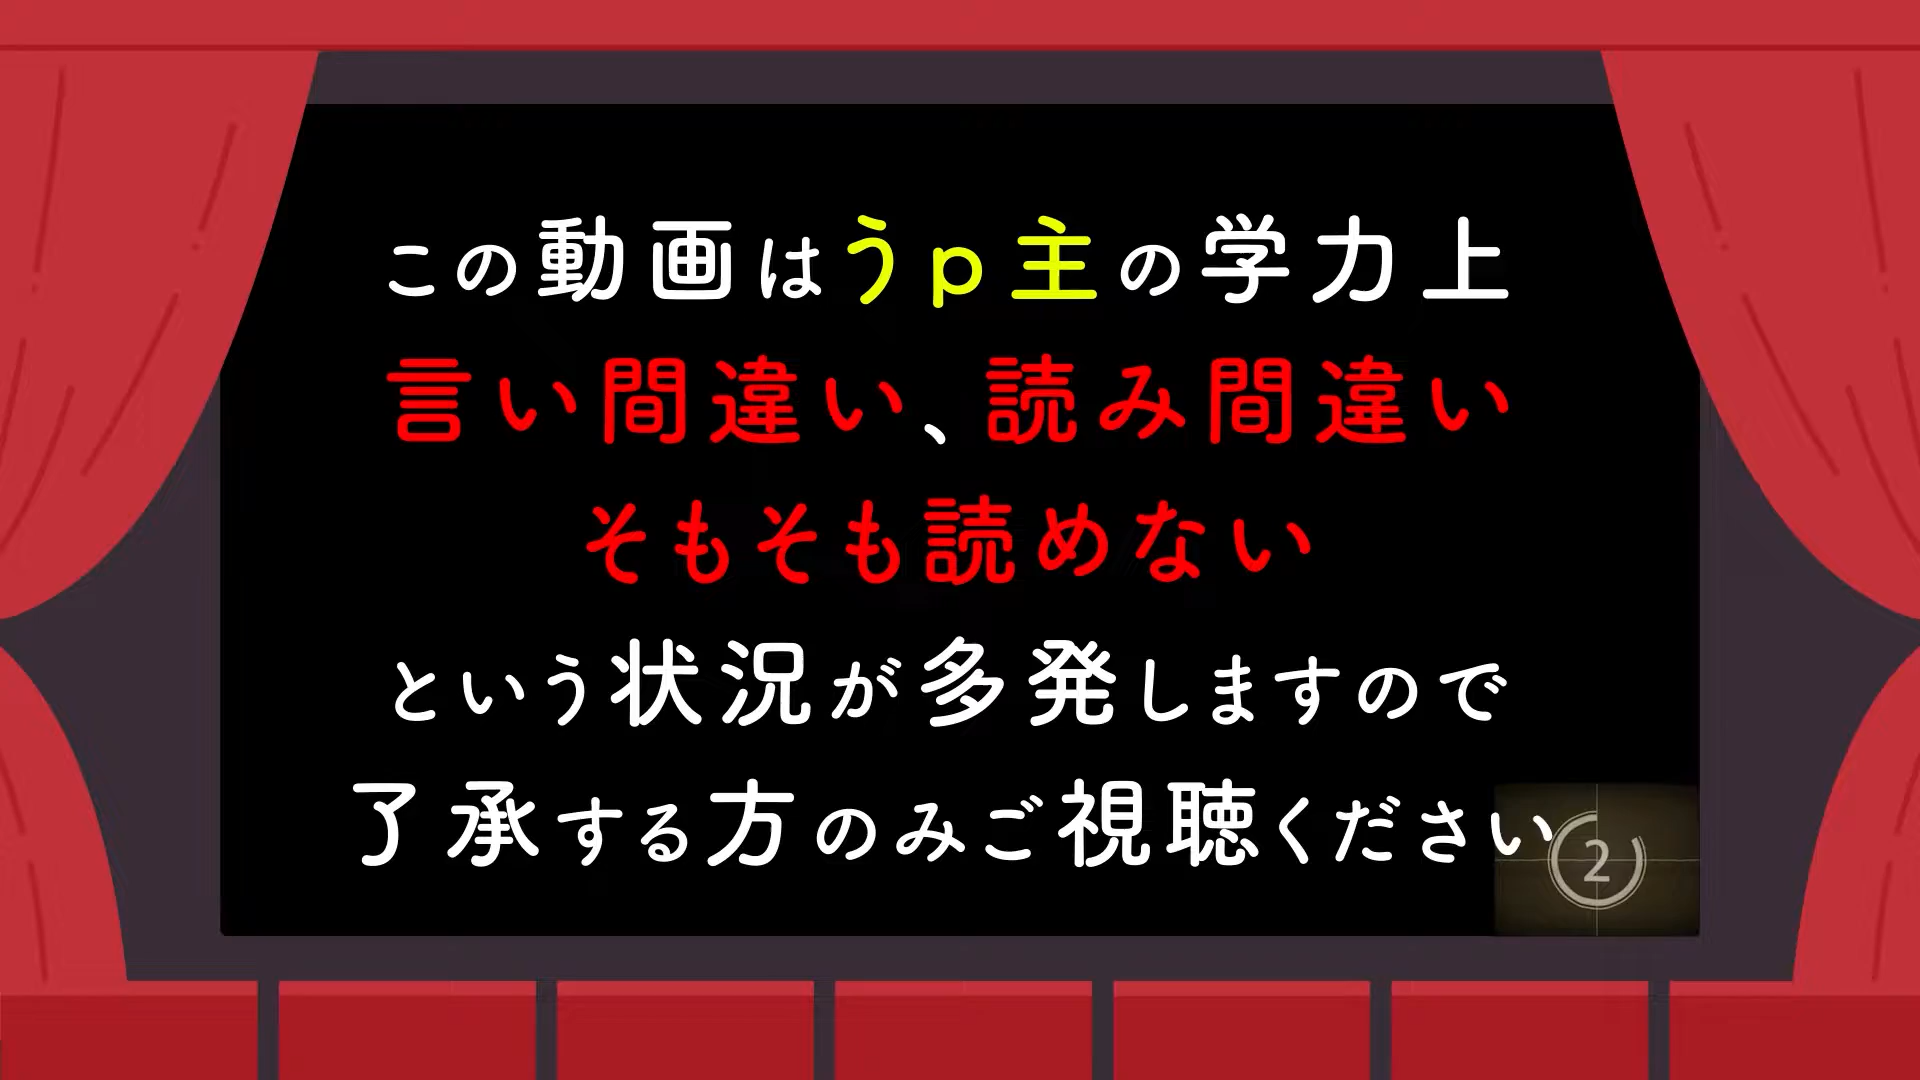 この動画はうp主の学力上
言い間違い、読み間違い
そもそも読めない
という状況が多発しますので
了承する方のみご視聴ください
2